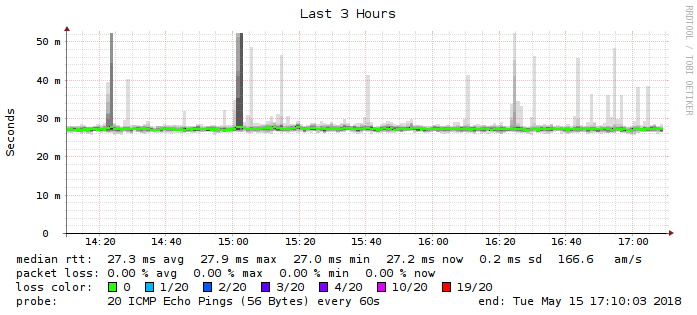 Last 3 Hours
RRDTOOL / TOBI OETIKER
Seconds
50 m
40 m
30 m
20 m
10 m
0
14:20 14:40 15:00 15:20 15:40 16:00 16:20 16:40 17:00
median rtt: 27.3 ms avg 27.9 ms max 27.0 ms min 27.2 ms now 0.2 ms sd 166.6 am/s
packet loss: 0.00 % avg 0.00 % max 0.00 % min 0.00 % now
loss color: 0 1/20 2/20 3/20 4/20 10/20 19/20
probe: 20 ICMP Echo Pings (56 Bytes) every 60s end: Tue May 15 17:10:03 2018